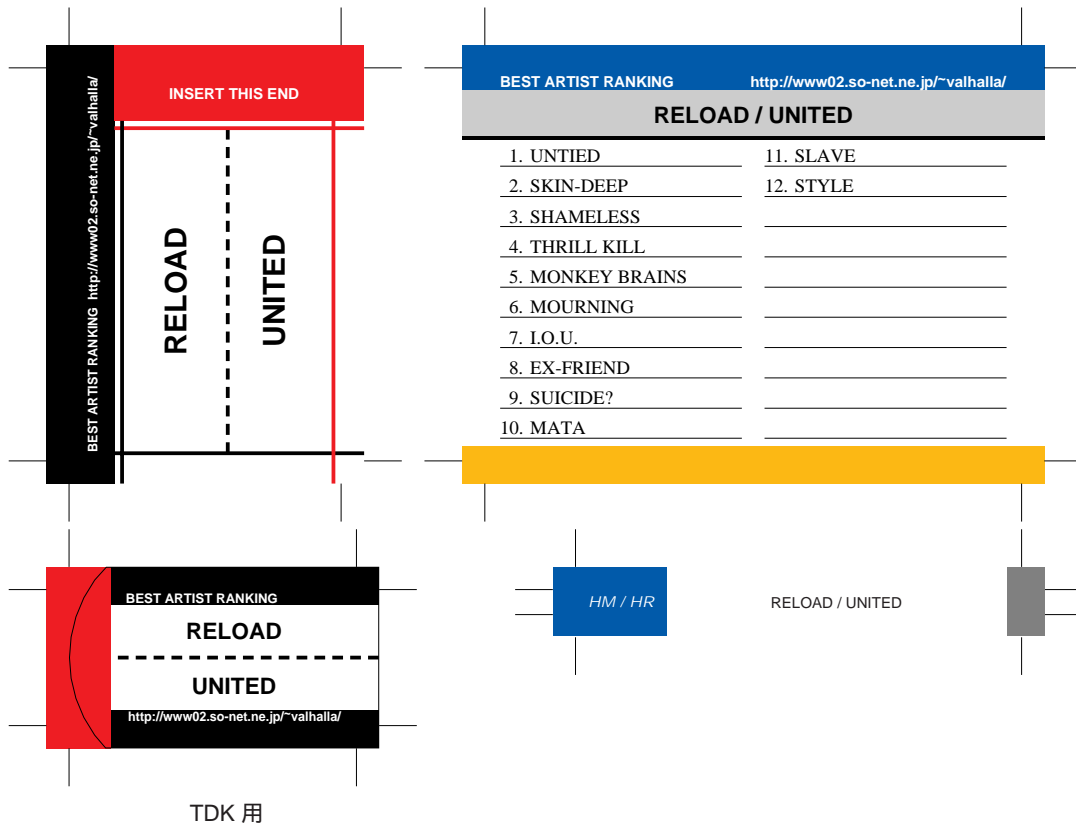 BEST ARTIST RANKING http://www02.so-net.ne.jp/~valhalla/
INSERT THIS END
RELOAD
UNITED
BEST ARTIST RANKING http://www02.so-net.ne.jp/~valhalla/
RELOAD / UNITED
1. UNTIED
2. SKIN-DEEP
3. SHAMELESS
4. THRILL KILL
5. MONKEY BRAINS
6. MOURNING
7. I.O.U.
8. EX-FRIEND
9. SUICIDE?
10. MATA
11. SLAVE
12. STYLE
BEST ARTIST RANKING
RELOAD
UNITED
http://www02.so-net.ne.jp/~valhalla/
TDK 用
HM / HR
RELOAD / UNITED